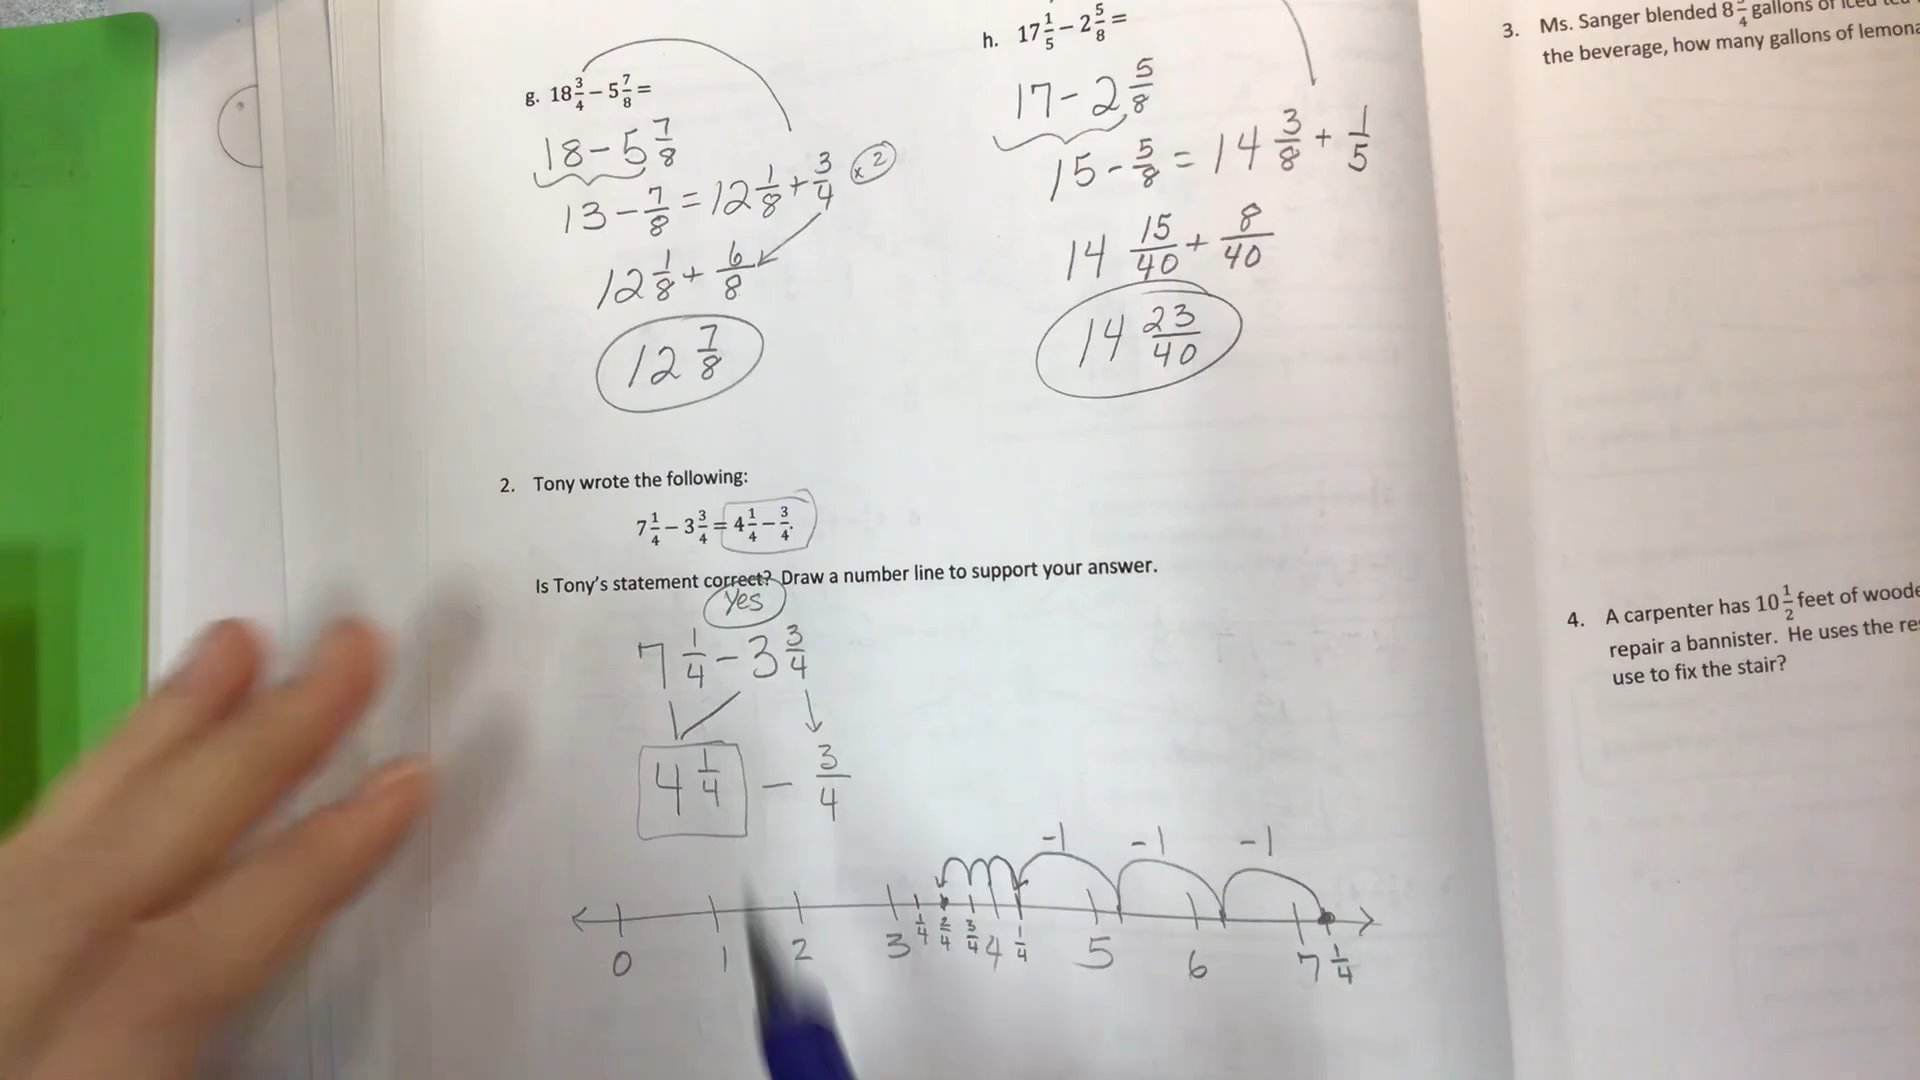 g. 18 3/4 − 5 7/8 =
18 − 5 7/8
13 − 7/8 = 12 1/8 + 3/4 x 2
12 1/8 + 6/8
12 7/8
h. 17 1/5 − 2 5/8 =
17 − 2 5/8
15 − 5/8 = 14 3/8 + 1/5
14 15/40 + 8/40
14 23/40
2. Tony wrote the following:
7 1/4 − 3 3/4 = 4 1/4 − 3/4.
Is Tony's statement correct? Draw a number line to support your answer.
Yes
7 1/4 − 3 3/4
4 1/4 − 3/4
-1 -1 -1
0 1 2 3 1/4 2/4 3/4 4 1/4 5 6 7 1/4
3. Ms. Sanger blended 8 gallons of iced
the beverage, how many gallons of
4. A carpenter has 10 1/2 feet of
repair a bannister. He uses the
use to fix the stair?